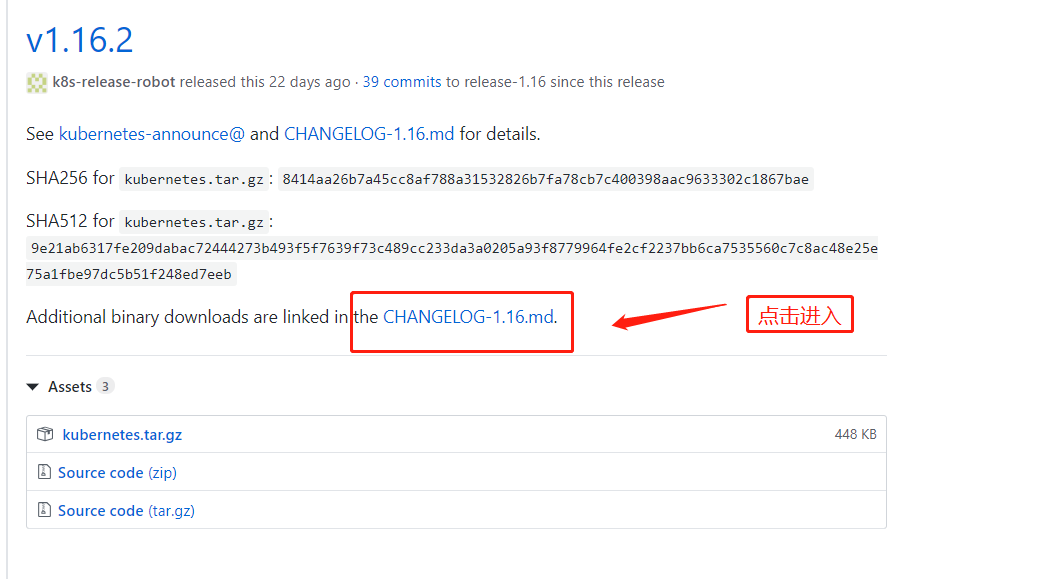 v1.16.2
k8s-release-robot released this 22 days ago · 39 commits to release-1.16 since this release
See kubernetes-announce@ and CHANGELOG-1.16.md for details.
SHA256 for kubernetes.tar.gz: 8414aa26b7a45cc8af788a31532826b7fa78cb7c400398aac9633302c1867bae
SHA512 for kubernetes.tar.gz:
9e21ab6317fe209dabac72444273b493f5f7639f73c489cc233da3a0205a93f8779964fe2cf2237bb6ca7535560c7c8ac48e25e
75a1fbe97dc5b51f248ed7eeb
Additional binary downloads are linked in the CHANGELOG-1.16.md.
点击进入
Assets 3
kubernetes.tar.gz 448 KB
Source code (zip)
Source code (tar.gz)